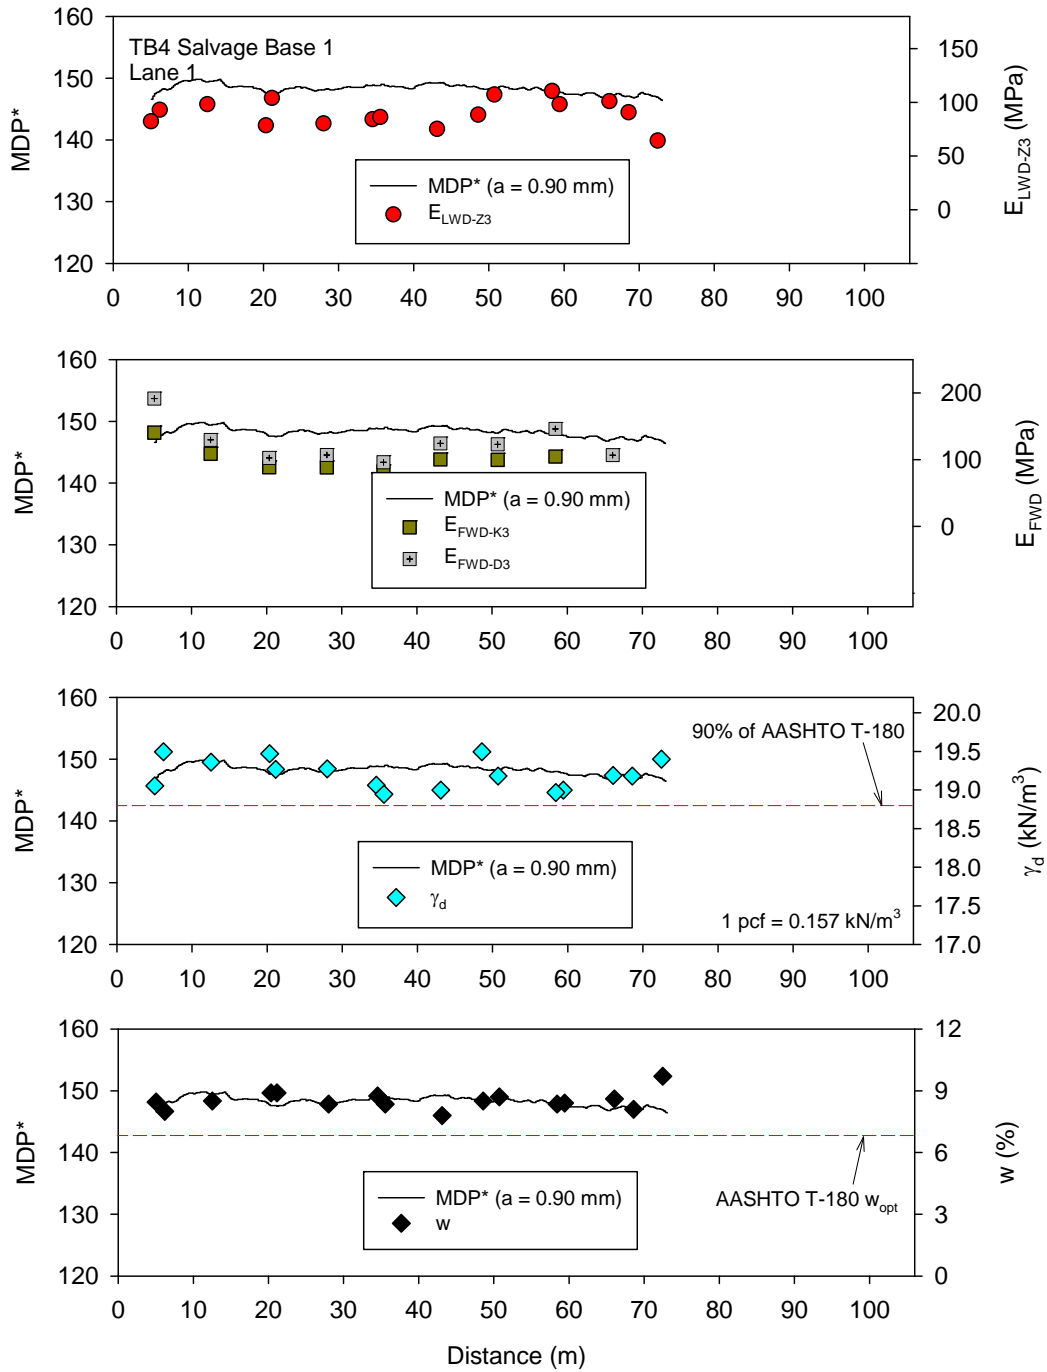 160
150
140
130
120
MDP*
TB4 Salvage Base 1
Lane 1
MDP* (a = 0.90 mm)
E_LWD-Z3
150
100
50
0
E_LWD-Z3 (MPa)
0 10 20 30 40 50 60 70 80 90 100
160
150
140
130
120
MDP*
MDP* (a = 0.90 mm)
E_FWD-K3
E_FWD-D3
200
100
0
E_FWD (MPa)
0 10 20 30 40 50 60 70 80 90 100
160
150
140
130
120
MDP*
90% of AASHTO T-180
MDP* (a = 0.90 mm)
γ_d
1 pcf = 0.157 kN/m³
20.0
19.5
19.0
18.5
18.0
17.5
17.0
γ_d (kN/m³)
0 10 20 30 40 50 60 70 80 90 100
160
150
140
130
120
MDP*
MDP* (a = 0.90 mm)
w
AASHTO T-180 w_opt
12
9
6
3
0
w (%)
0 10 20 30 40 50 60 70 80 90 100
Distance (m)